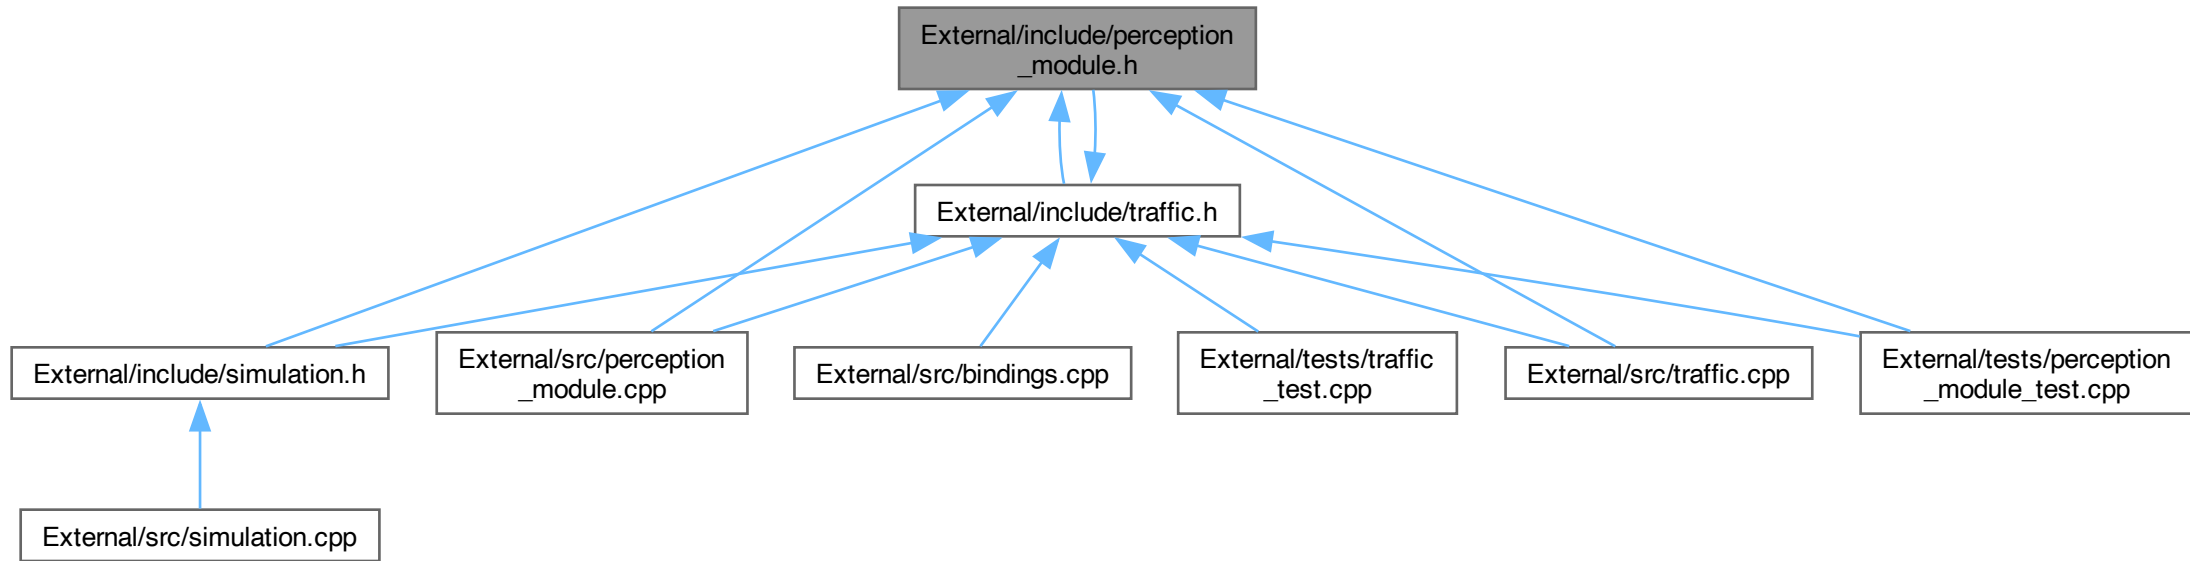 External/include/perception
_module.h
External/include/traffic.h
External/include/simulation.h
External/src/perception
_module.cpp
External/src/bindings.cpp
External/tests/traffic
_test.cpp
External/src/traffic.cpp
External/tests/perception
_module_test.cpp
External/src/simulation.cpp